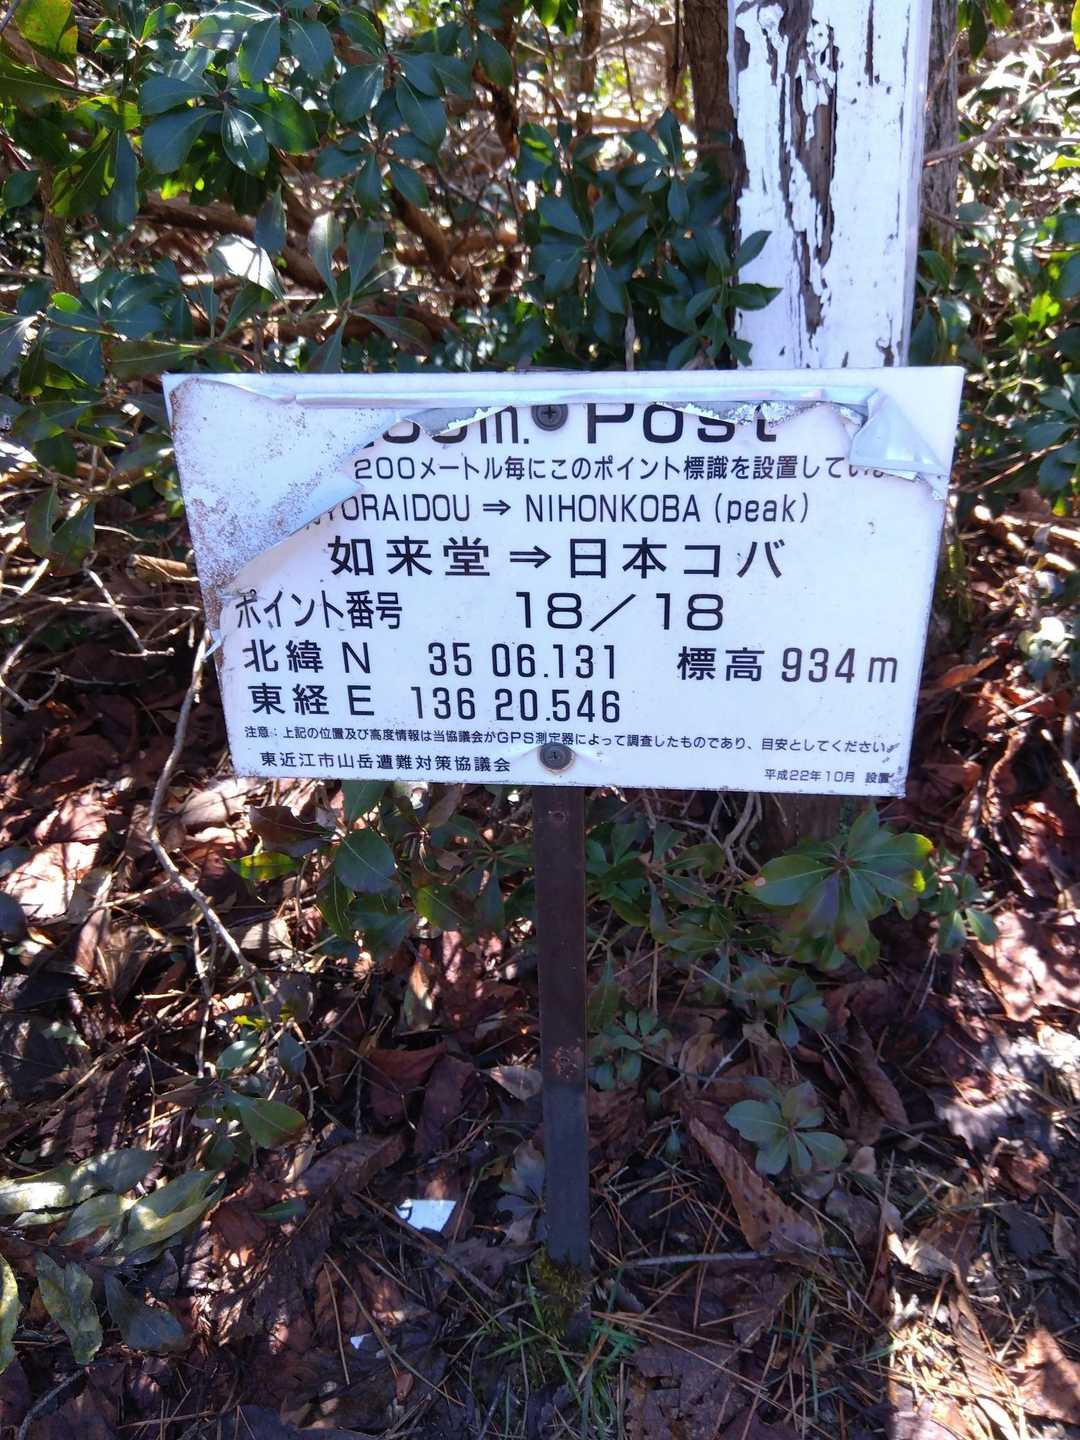 Post
200メートル毎にこのポイント標識を設置してい
YORAIDOU ⇒ NIHONKOBA (peak)
如来堂⇒日本コバ
ポイント番号 18／18
北緯 N 35 06.131 標高 934m
東経 E 136 20.546
注意：上記の位置及び高度情報は当協議会がGPS測定器によって調査したものであり、目安としてください。
東近江市山岳遭難対策協議会 平成22年10月 設置